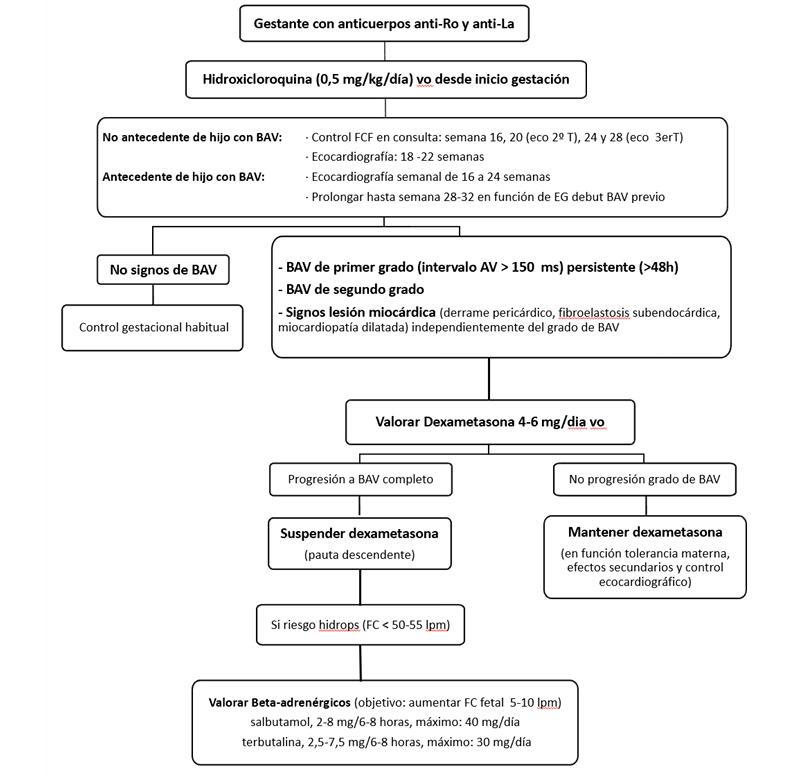 Gestante con anticuerpos anti-Ro y anti-La
Hidroxicloroquina (0,5 mg/kg/día) vo desde inicio gestación
No antecedente de hijo con BAV: · Control FCF en consulta: semana 16, 20 (eco 2º T), 24 y 28 (eco 3erT)
· Ecocardiografía: 18 -22 semanas
Antecedente de hijo con BAV: · Ecocardiografía semanal de 16 a 24 semanas
· Prolongar hasta semana 28-32 en función de EG debut BAV previo
No signos de BAV
Control gestacional habitual
- BAV de primer grado (intervalo AV > 150 ms) persistente (>48h)
- BAV de segundo grado
- Signos lesión miocárdica (derrame pericárdico, fibroelastosis subendocárdica,
miocardiopatía dilatada) independientemente del grado de BAV
Valorar Dexametasona 4-6 mg/dia vo
Progresión a BAV completo
Suspender dexametasona
(pauta descendente)
Si riesgo hidrops (FC < 50-55 lpm)
No progresión grado de BAV
Mantener dexametasona
(en función tolerancia materna,
efectos secundarios y control
ecocardiográfico)
Valorar Beta-adrenérgicos (objetivo: aumentar FC fetal 5-10 lpm)
salbutamol, 2-8 mg/6-8 horas, máximo: 40 mg/día
terbutalina, 2,5-7,5 mg/6-8 horas, máximo: 30 mg/día